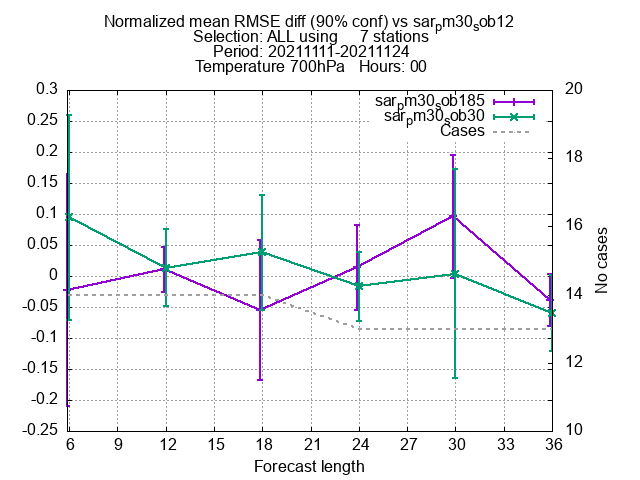 Normalized mean RMSE diff (90% conf) vs sarpm30sob12
Selection: ALL using 7 stations
Period: 20211111-20211124
Temperature 700hPa Hours: 00
sarpm30sob185
sarpm30sob30
Cases
0.3
0.25
0.2
0.15
0.1
0.05
0
-0.05
-0.1
-0.15
-0.2
-0.25
20
18
16
14
12
10
No cases
6 9 12 15 18 21 24 27 30 33 36
Forecast length